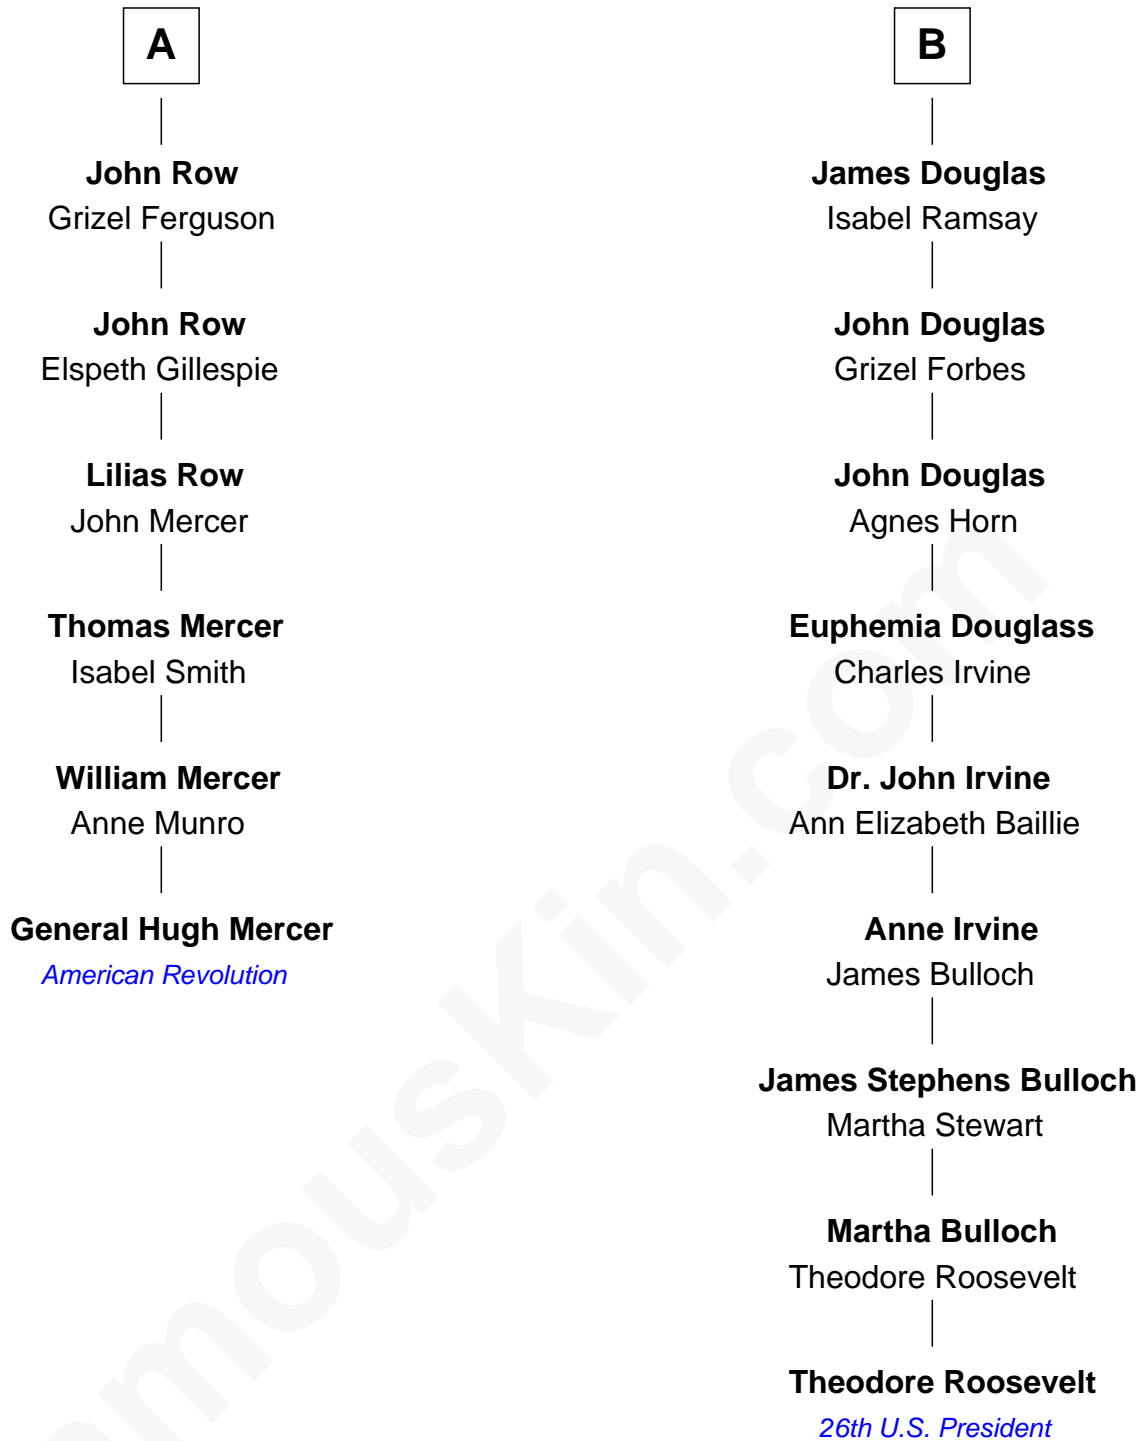 A
John Row
Grizel Ferguson
John Row
Elspeth Gillespie
Lilias Row
John Mercer
Thomas Mercer
Isabel Smith
William Mercer
Anne Munro
General Hugh Mercer
American Revolution
B
James Douglas
Isabel Ramsay
John Douglas
Grizel Forbes
John Douglas
Agnes Horn
Euphemia Douglass
Charles Irvine
Dr. John Irvine
Ann Elizabeth Baillie
Anne Irvine
James Bulloch
James Stephens Bulloch
Martha Stewart
Martha Bulloch
Theodore Roosevelt
Theodore Roosevelt
26th U.S. President
amousKin.com